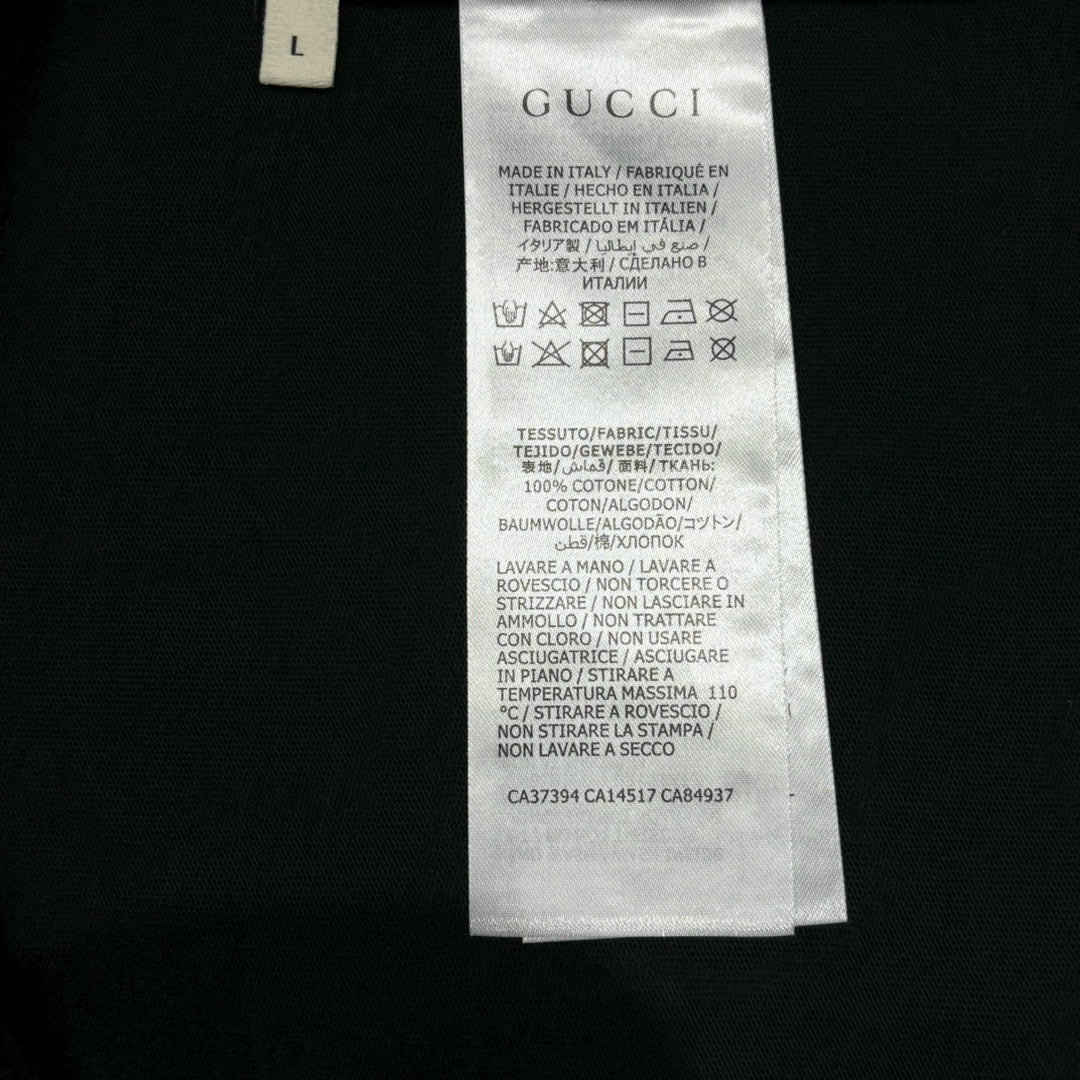 L
GUCCI
MADE IN ITALY / FABRIQUÉ EN
ITALIE / HECHO EN ITALIA /
HERGESTELLT IN ITALIEN /
FABRICADO EM ITÁLIA /
イタリア製 / صنع في إيطاليا /
产地:意大利 / СДЕЛАНО В
ИТАЛИИ
TESSUTO/FABRIC/TISSU/
TEJIDO/GEWEBE/TECIDO/
表地/قماش/面料/ТКАНЬ:
100% COTONE/COTTON/
COTON/ALGODON/
BAUMWOLLE/ALGODÃO/コツトン/
قطن/棉/ХЛОПОК
LAVARE A MANO / LAVARE A
ROVESCIO / NON TORCERE O
STRIZZARE / NON LASCIARE IN
AMMOLLO / NON TRATTARE
CON CLORO / NON USARE
ASCIUGATRICE / ASCIUGARE
IN PIANO / STIRARE A
TEMPERATURA MASSIMA 110
°C / STIRARE A ROVESCIO /
NON STIRARE LA STAMPA /
NON LAVARE A SECCO
CA37394 CA14517 CA84937